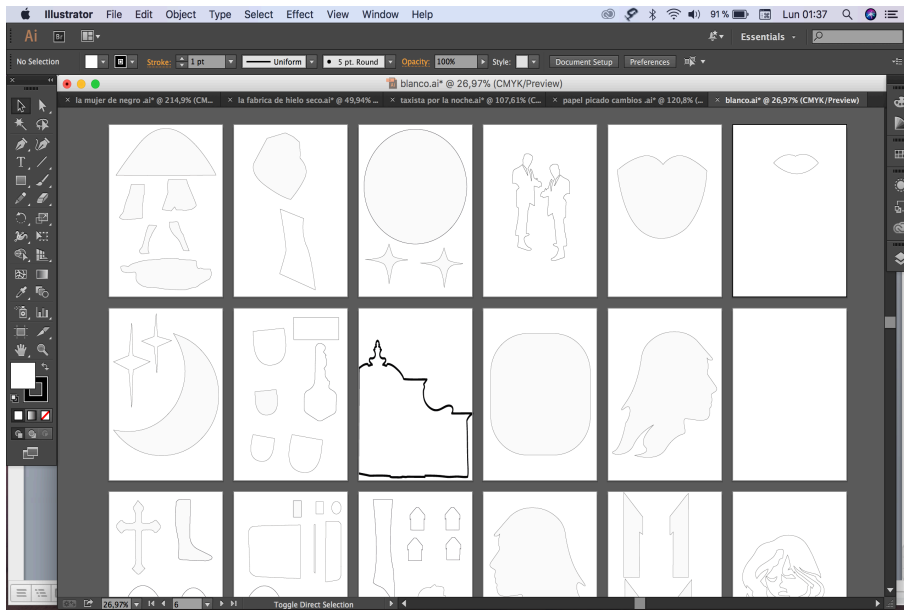 Illustrator File Edit Object Type Select Effect View Window Help 91 % Lun 01:37
Ai Br Essentials
No Selection Stroke: 1 pt Uniform 5 pt. Round Opacity: 100% Style: Document Setup Preferences
blanco.ai* @ 26,97% (CMYK/Preview)
× la mujer de negro .ai* @ 214,9% (CM... × la fabrica de hielo seco.ai* @ 49,94% ... × taxista por la noche.ai* @ 107,61% (C... × papel picado cambios .ai* @ 120,8% (... × blanco.ai* @ 26,97% (CMYK/Preview)
26,97% 6 Toggle Direct Selection